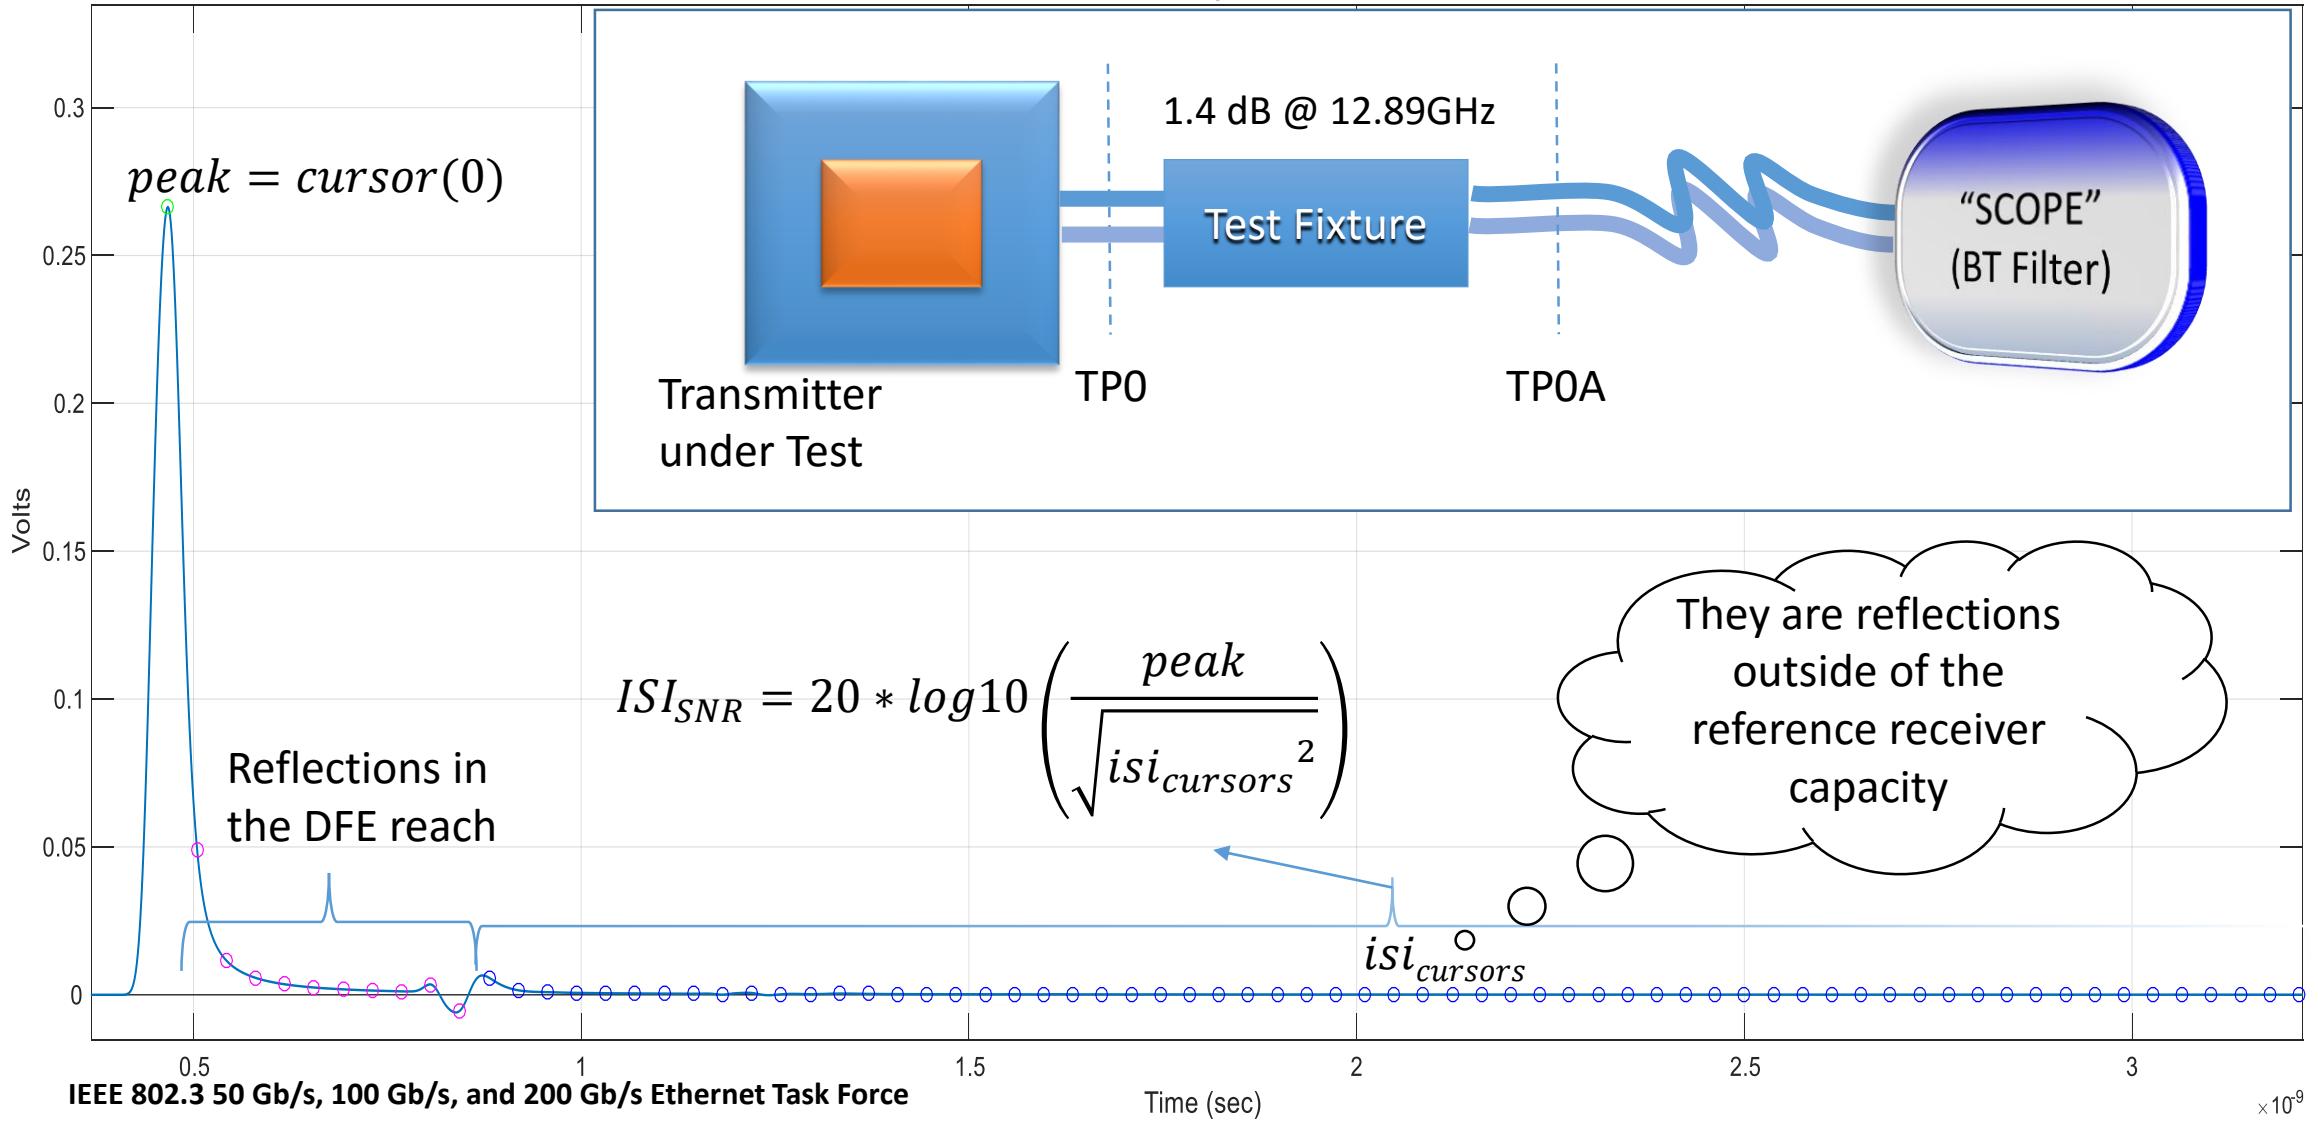 0.3
0.25
0.2
0.15
0.1
0.05
0
Volts
peak = cursor(0)
1.4 dB @ 12.89GHz
Test Fixture
“SCOPE”
(BT Filter)
TP0
TP0A
Transmitter
under Test
They are reflections
outside of the
reference receiver
capacity
ISI_SNR = 20 * log10 (peak / √isi_cursors²)
Reflections in
the DFE reach
isi_cursors
0.5 1 1.5 2 2.5 3
IEEE 802.3 50 Gb/s, 100 Gb/s, and 200 Gb/s Ethernet Task Force
Time (sec)
×10⁻⁹